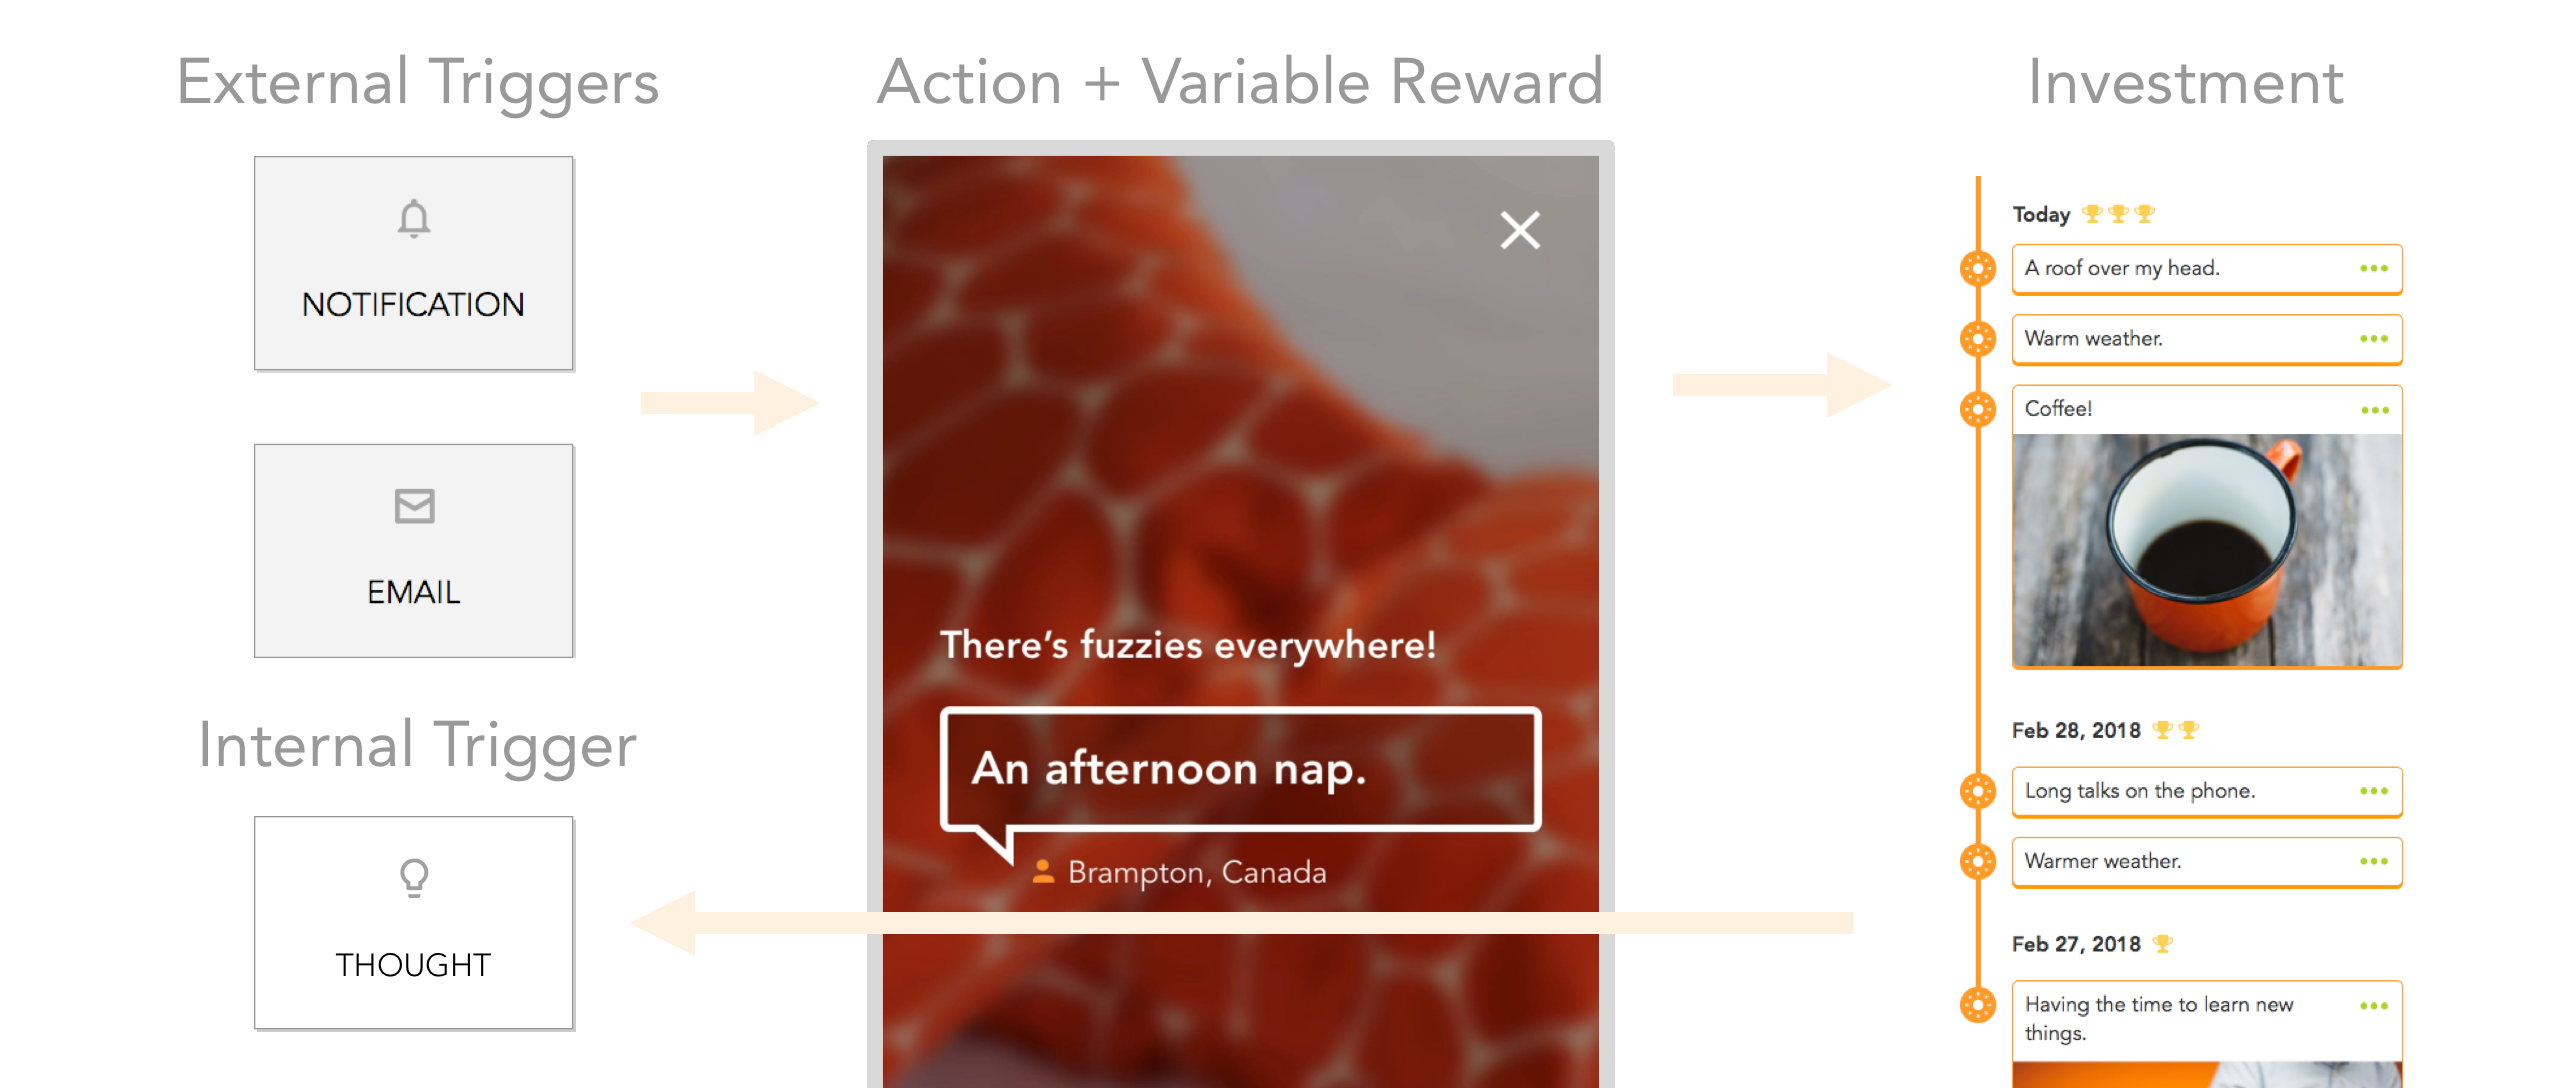 External Triggers
NOTIFICATION
EMAIL
Internal Trigger
THOUGHT
Action + Variable Reward
There's fuzzies everywhere!
An afternoon nap.
Brampton, Canada
Investment
Today
A roof over my head.
Warm weather.
Coffee!
Feb 28, 2018
Long talks on the phone.
Warmer weather.
Feb 27, 2018
Having the time to learn new
things.